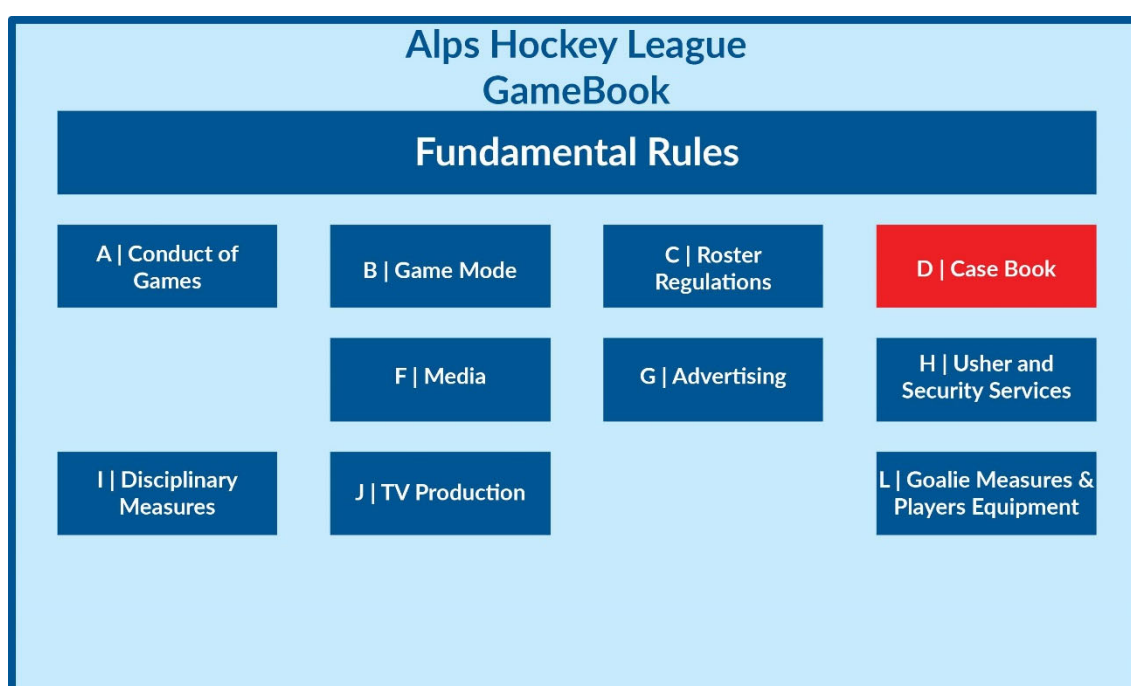 Alps Hockey League
GameBook
Fundamental Rules
A | Conduct of
Games
B | Game Mode
C | Roster
Regulations
D | Case Book
F | Media
G | Advertising
H | Usher and
Security Services
I | Disciplinary
Measures
J | TV Production
L | Goalie Measures &
Players Equipment